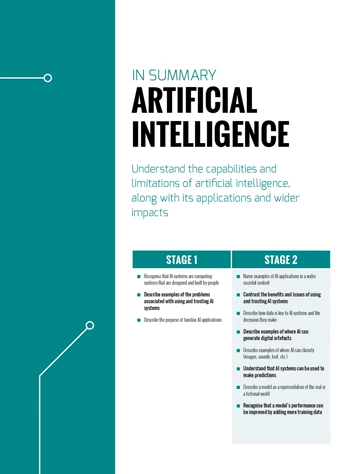 IN SUMMARY
ARTIFICIAL
INTELLIGENCE
Understand the capabilities and
limitations of artificial intelligence,
along with its applications and wider
impacts
STAGE 1
Recognise that AI systems are computing
systems that are designed and built by people
Describe examples of the problems
associated with using and trusting AI
systems
Describe the purpose of familiar AI applications
STAGE 2
Name examples of AI applications in a wider
societal context
Contrast the benefits and issues of using
and trusting AI systems
Describe how data is key to AI systems and the
decisions they make
Describe examples of where AI can
generate digital artefacts
Describe examples of where AI can classify
(images, sounds, text, etc.)
Understand that AI systems can be used to
make predictions
Describe a model as a representation of the real or
a fictional world
Recognise that a model's performance can
be improved by adding more training data